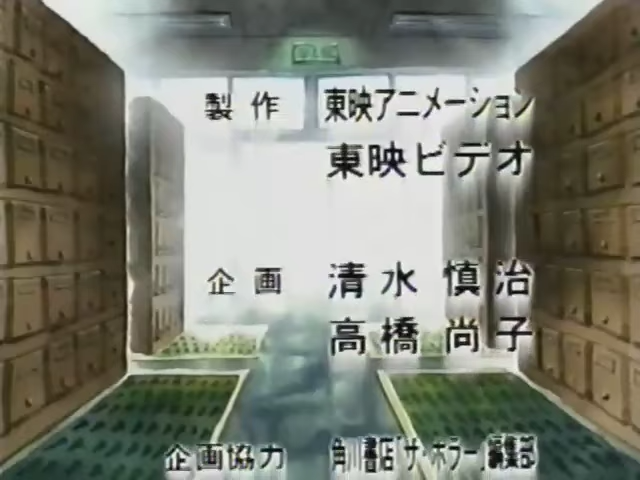 製作 東映アニメーション
東映ビデオ
企画 清水 慎治
高橋 尚子
企画協力 角川書店「ザ・ホラー」編集部